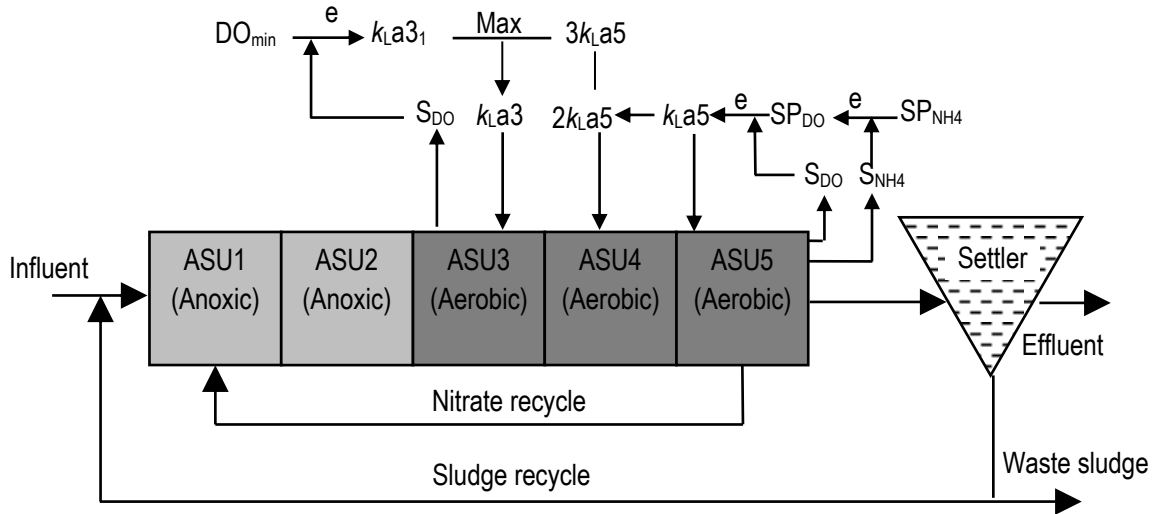 e
Max
DOmin
kLa3₁
3kLa5
SDO
kLa3
2kLa5
kLa5
e
SPDO
e
SPNH4
SDO
SNH4
Influent
ASU1
(Anoxic)
ASU2
(Anoxic)
ASU3
(Aerobic)
ASU4
(Aerobic)
ASU5
(Aerobic)
Settler
Effluent
Nitrate recycle
Sludge recycle
Waste sludge